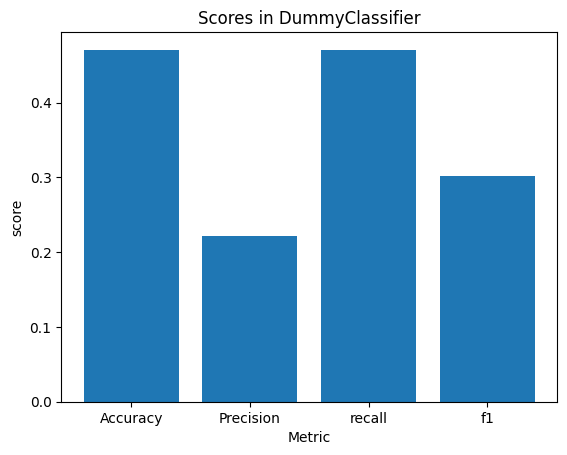 Scores in DummyClassifier
score
0.4
0.3
0.2
0.1
0.0
Accuracy Precision recall f1
Metric